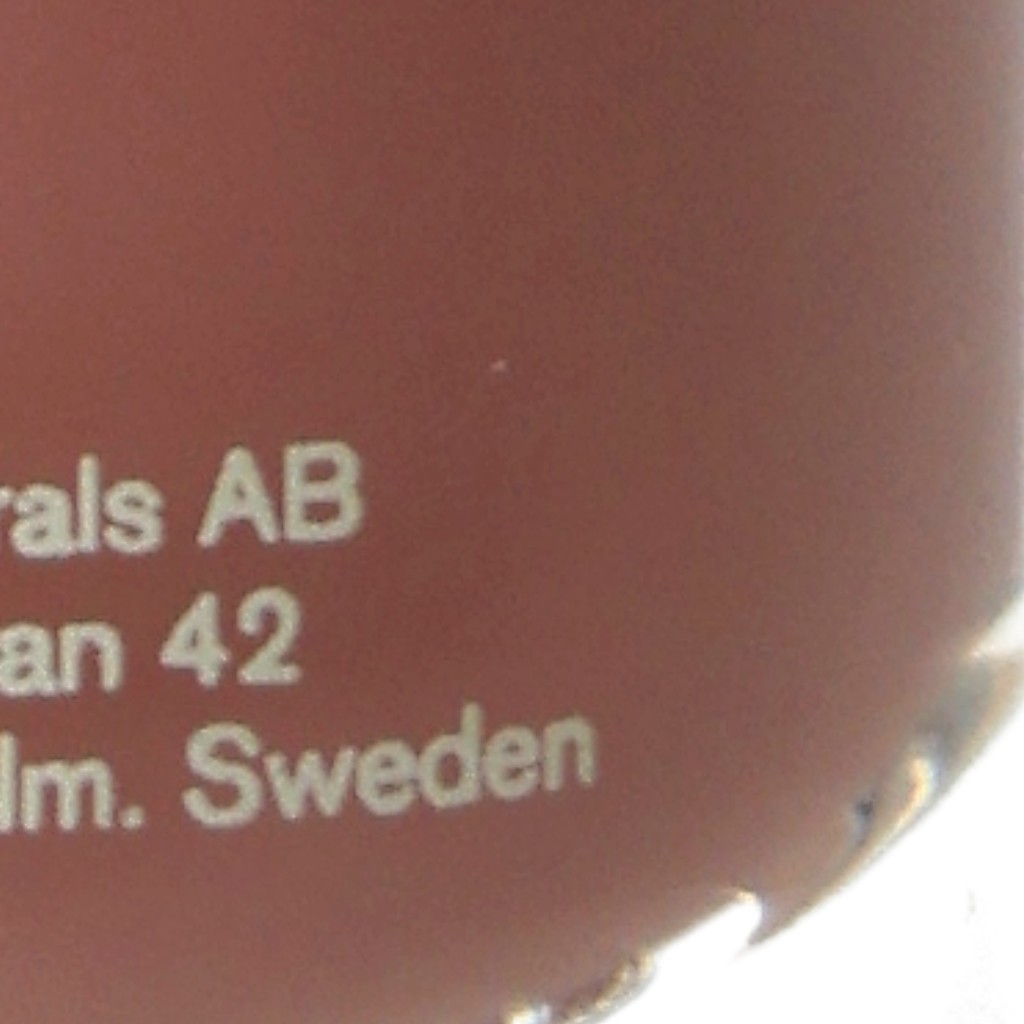 rals AB
an 42
lm. Sweden